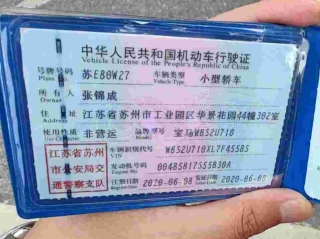 中华人民共和国机动车行驶证
Vehicle License of the People's Republic of China
号牌号码 苏E80W27 车辆类型 小型轿车
Plate No. Vehicle Type
所有人 张锦成
Owner
住址 江苏省苏州市工业园区华景花园44幢302室
Address
使用性质 非营运 品牌型号 宝马WBS2U710
Use Character Model
江苏省苏州市公安局交通警察支队
车辆识别代号 WBS2U710XL7F45585
VIN
发动机号码
Engine No.
注册日期 2020-06-08 发证日期 2020-06-08
Register Date Issue Date